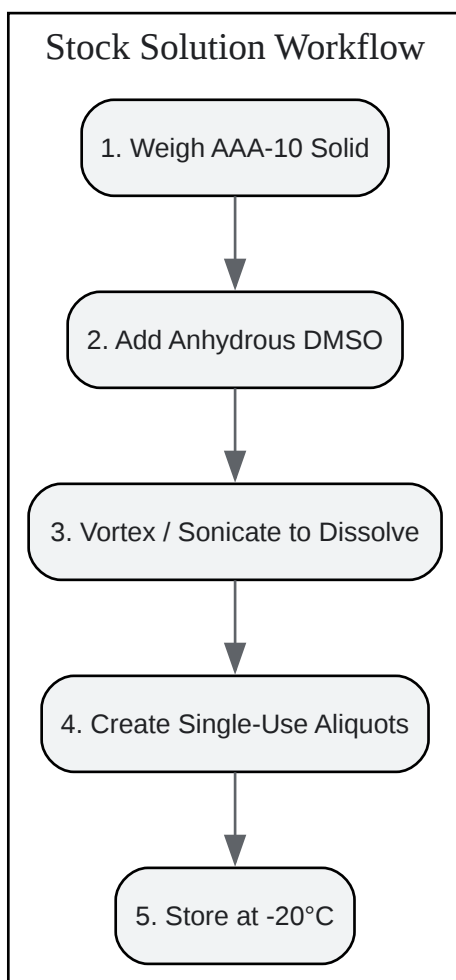 Stock Solution Workflow
1. Weigh AAA-10 Solid
2. Add Anhydrous DMSO
3. Vortex / Sonicate to Dissolve
4. Create Single-Use Aliquots
5. Store at -20°C